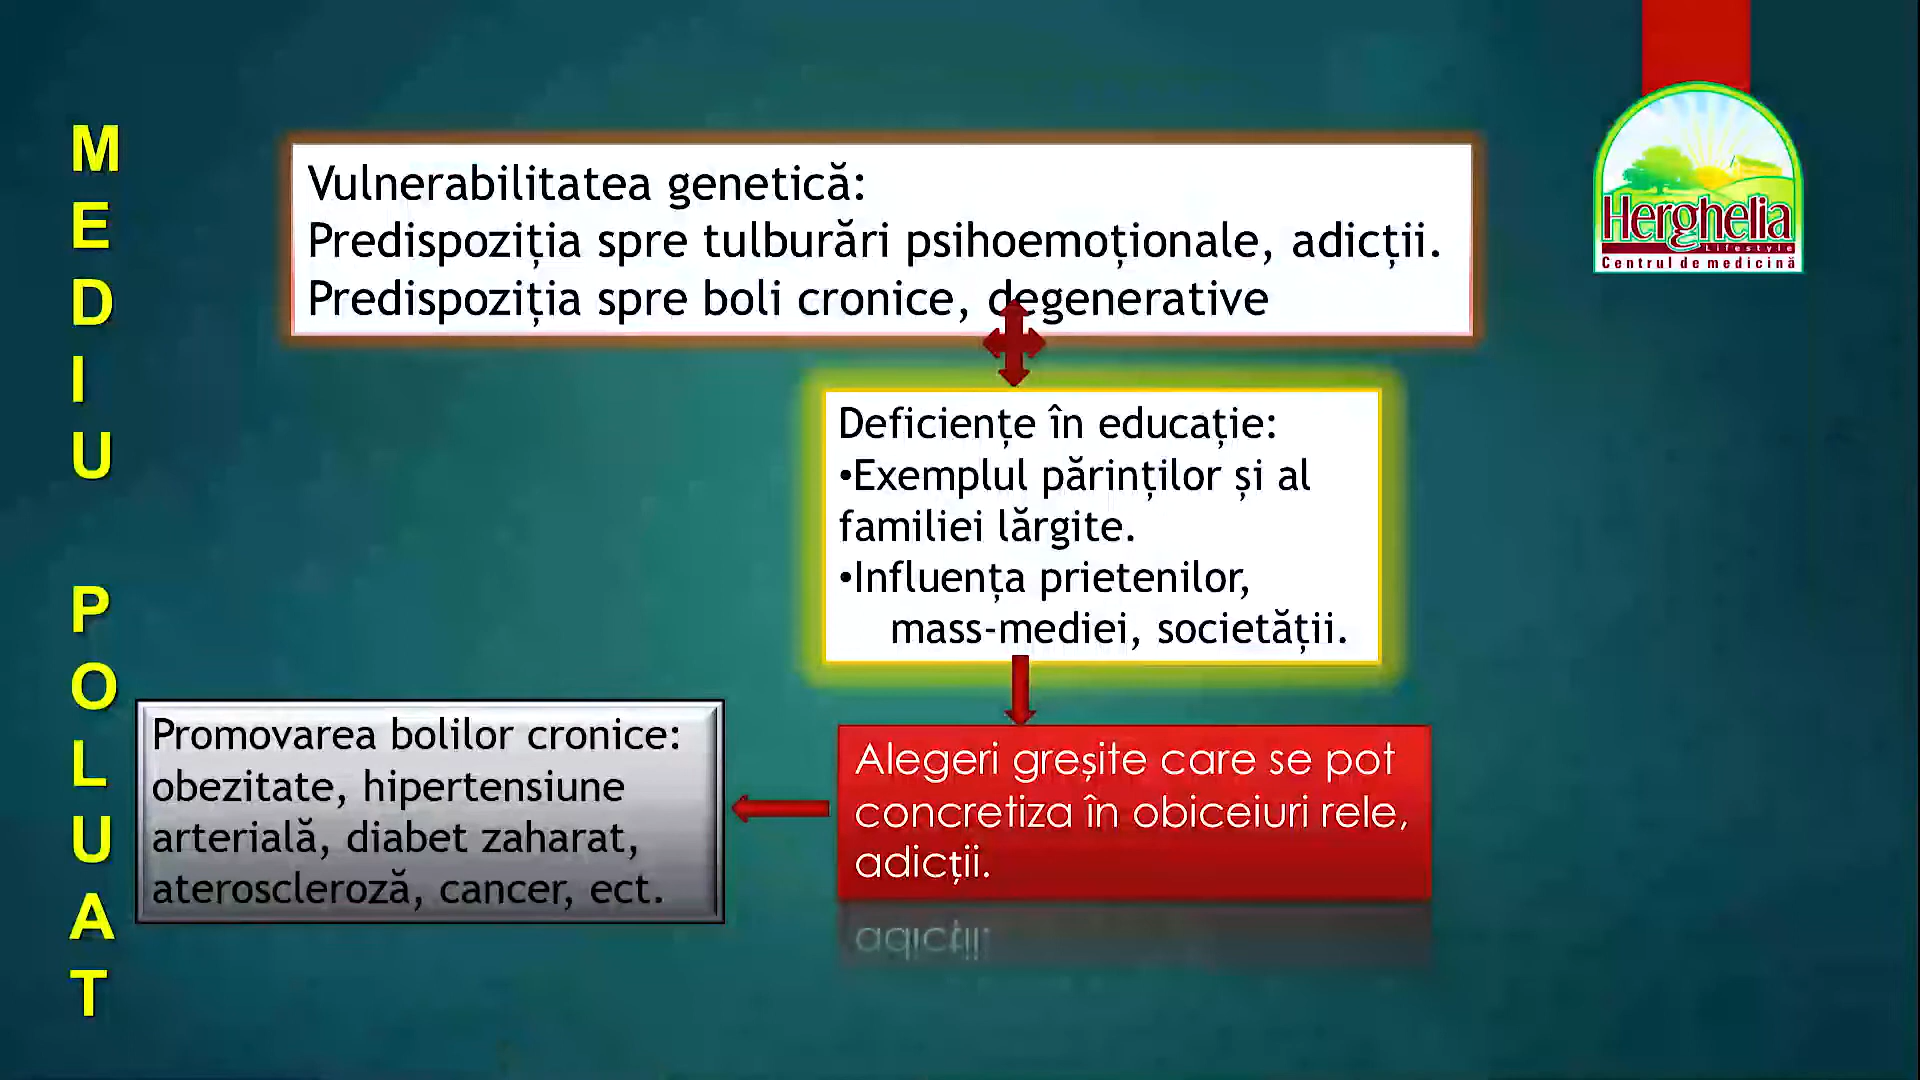 MEDIU POLUAT
Vulnerabilitatea genetică:
Predispoziția spre tulburări psihoemoționale, adicții.
Predispoziția spre boli cronice, degenerative
Herghelia
Lifestyle
Centrul de medicină
Deficiențe în educație:
•Exemplul părinților și al
familiei lărgite.
•Influența prietenilor,
mass-mediei, societății.
Alegeri greșite care se pot
concretiza în obiceiuri rele,
adicții.
Promovarea bolilor cronice:
obezitate, hipertensiune
arterială, diabet zaharat,
ateroscleroză, cancer, ect.